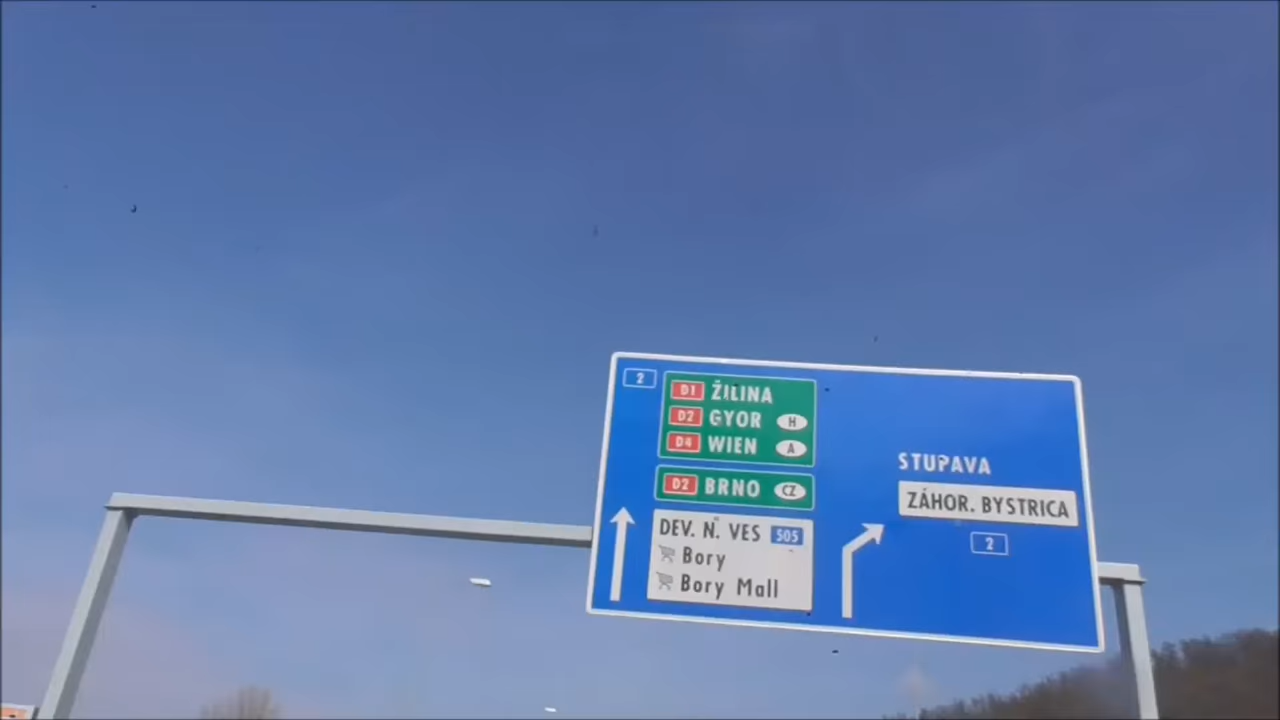 2
D1 ŽILINA
D2 GYOR H
D4 WIEN A
D2 BRNO CZ
DEV. N. VES 505
Bory
Bory Mall
STUPAVA
ZÁHOR. BYSTRICA
2